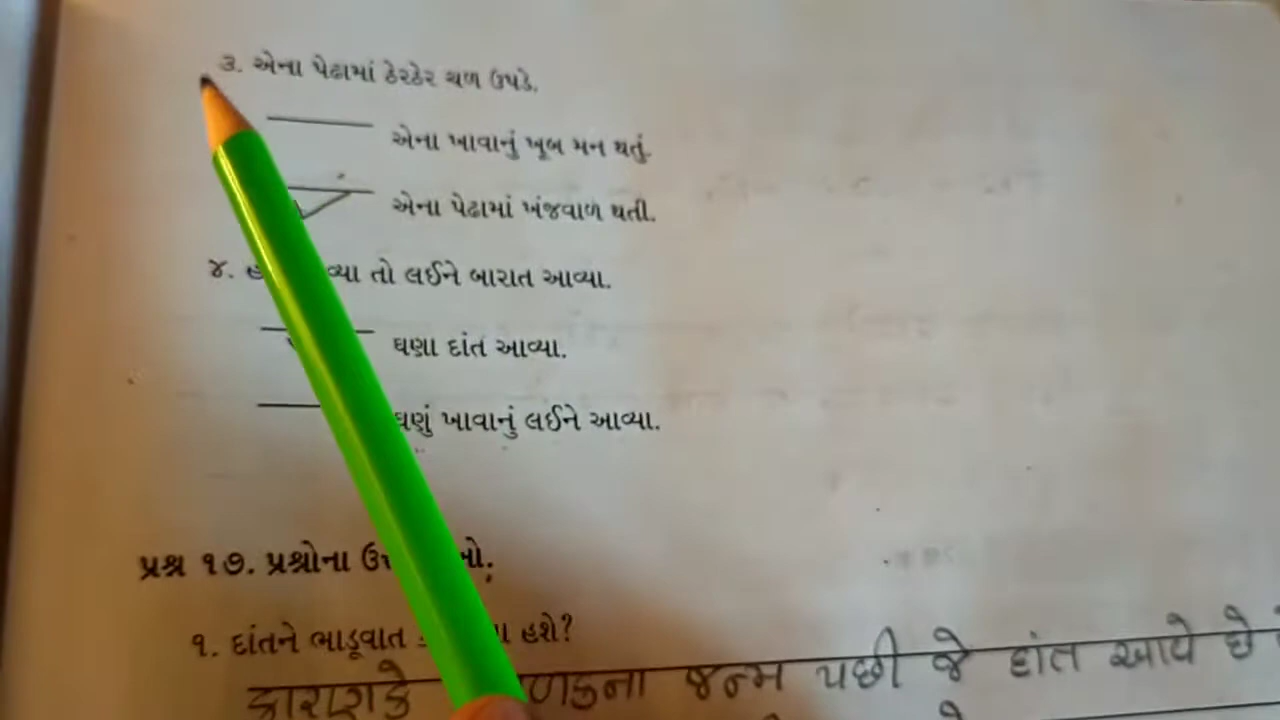 ૩. એના પેઢામાં ઠેરઠેર ચળ ઉપડે.
એના ખાવાનું ખૂબ મન થતું.
એના પેઢામાં ખંજવાળ થતી.
૪. તો લઈને બારાત આવ્યા.
ઘણા દાંત આવ્યા.
ઘણું ખાવાનું લઈને આવ્યા.
પ્રશ્ન ૧૭. પ્રશ્નોના
૧. દાંતને ભાડૂવાત હશે?
કારણકે જન્મ પછી જે દાંત આવે છે